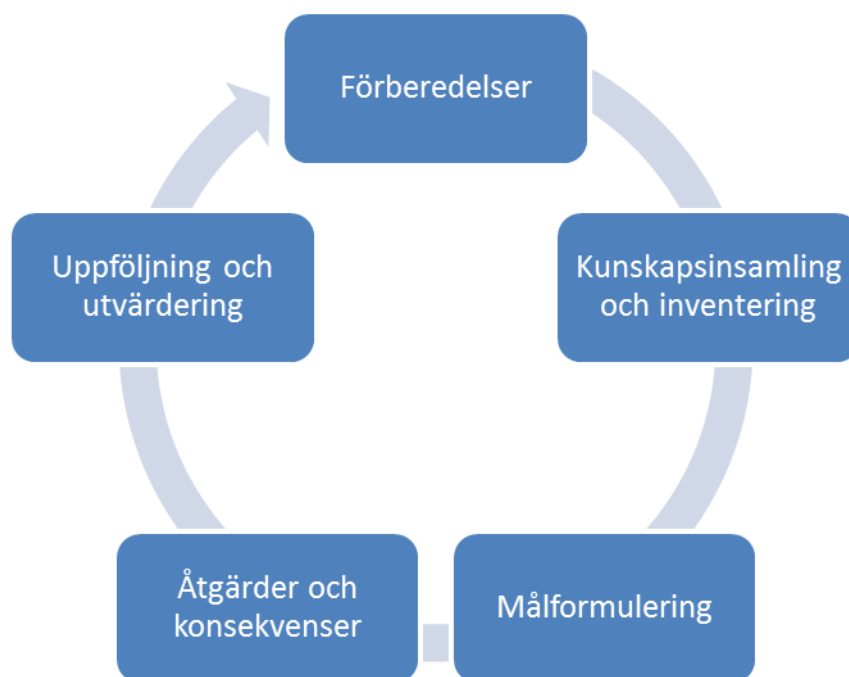 Förberedelser
Kunskapsinsamling
och inventering
Målformulering
Åtgärder och
konsekvenser
Uppföljning och
utvärdering